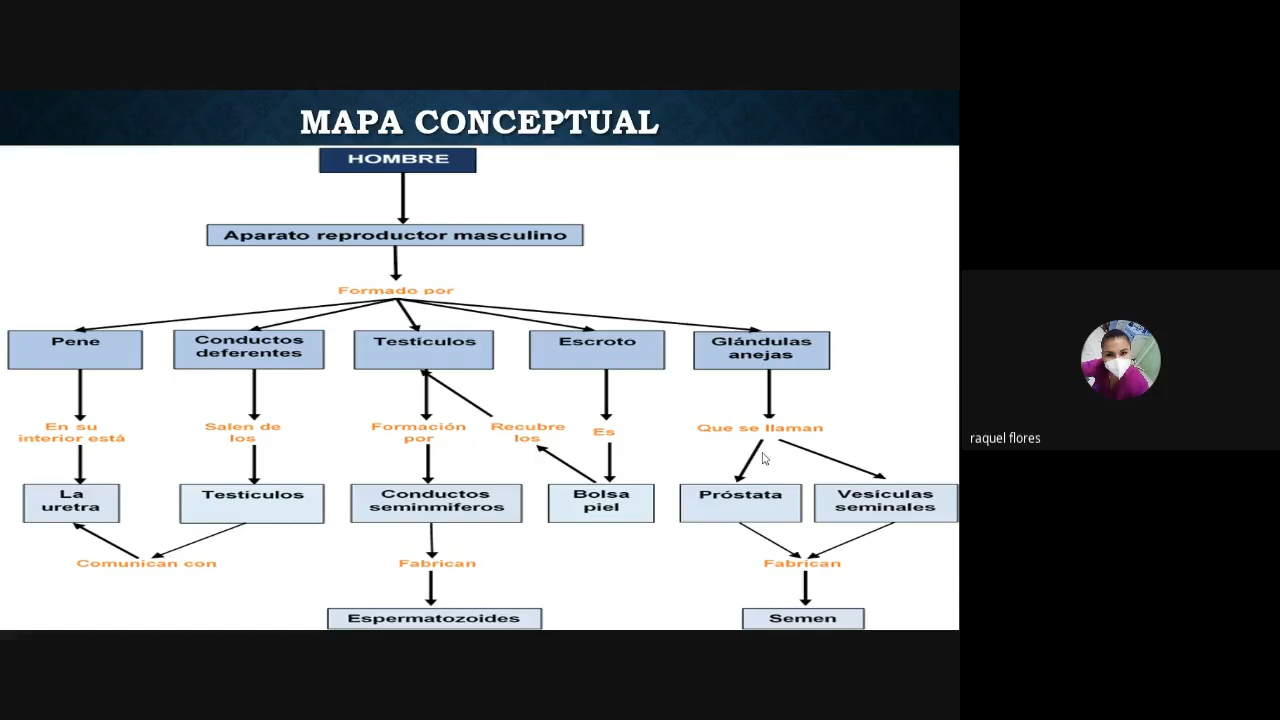 MAPA CONCEPTUAL
HOMBRE
Aparato reproductor masculino
Formado por
Pene
Conductos
deferentes
Testículos
Escroto
Glándulas
anejas
En su
interior está
Salen de
los
Formación
por
Recubre
los
Es
Que se llaman
La
uretra
Testículos
Conductos
seminmiferos
Bolsa
piel
Próstata
Vesículas
seminales
Comunican con
Fabrican
Fabrican
Espermatozoides
Semen
raquel flores